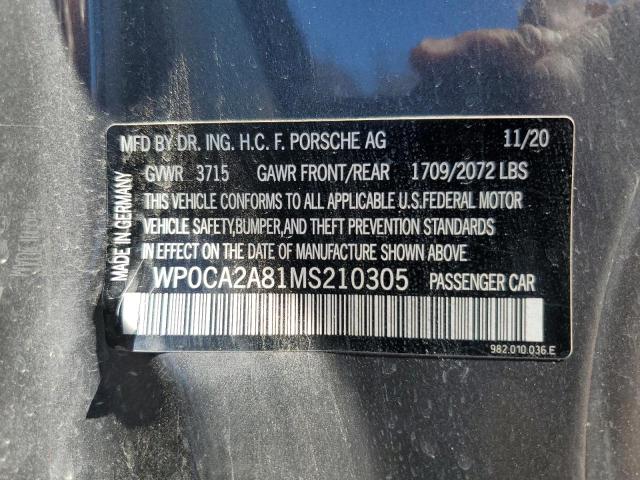 MFD BY DR. ING. H.C. F. PORSCHE AG 11/20
GVWR 3715 GAWR FRONT/REAR 1709/2072 LBS
THIS VEHICLE CONFORMS TO ALL APPLICABLE U.S.FEDERAL MOTOR
VEHICLE SAFETY,BUMPER,AND THEFT PREVENTION STANDARDS
IN EFFECT ON THE DATE OF MANUFACTURE SHOWN ABOVE.
WP0CA2A81MS210305 PASSENGER CAR
982.010.036.E
MADE IN GERMANY